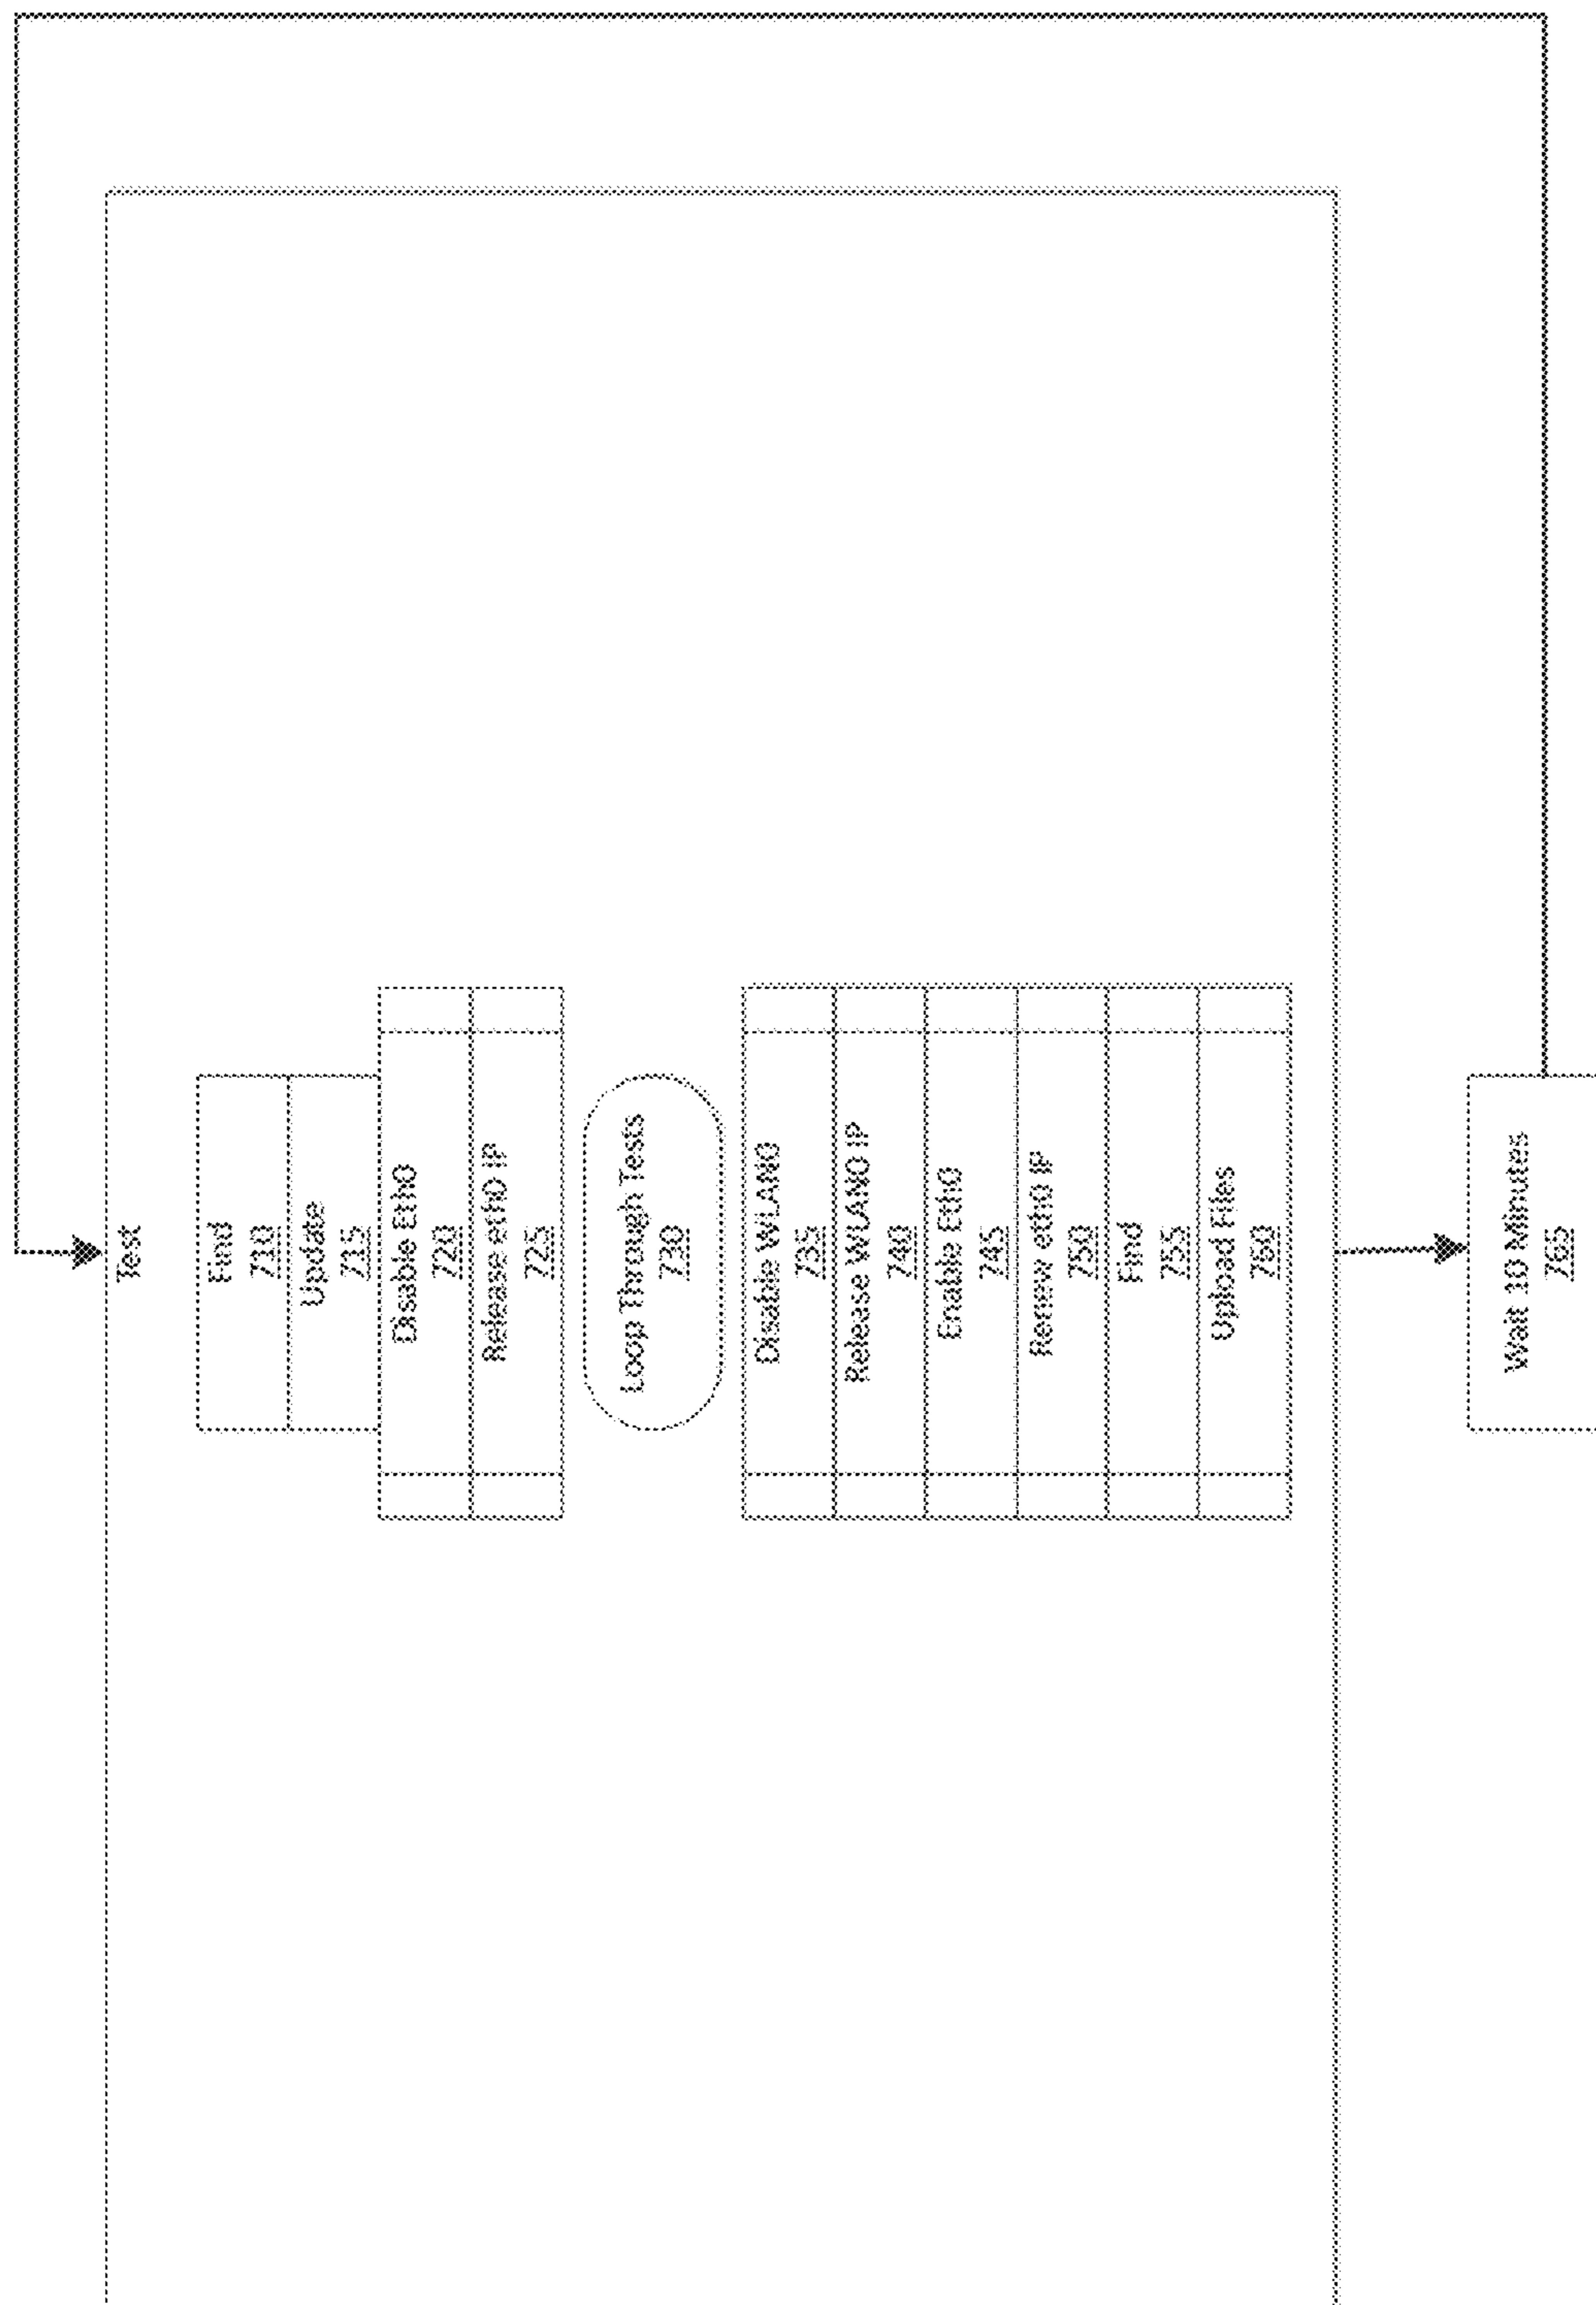 Test
Find
710
Update
715
Disable Eth0
720
Release eth0 IP
725
Loop Through Tests
730
Disable WLAN0
735
Release WLAN0 IP
740
Enable Eth0
745
Renew eth0 IP
750
Find
755
Upload Files
760
Wait 10 Minutes
765